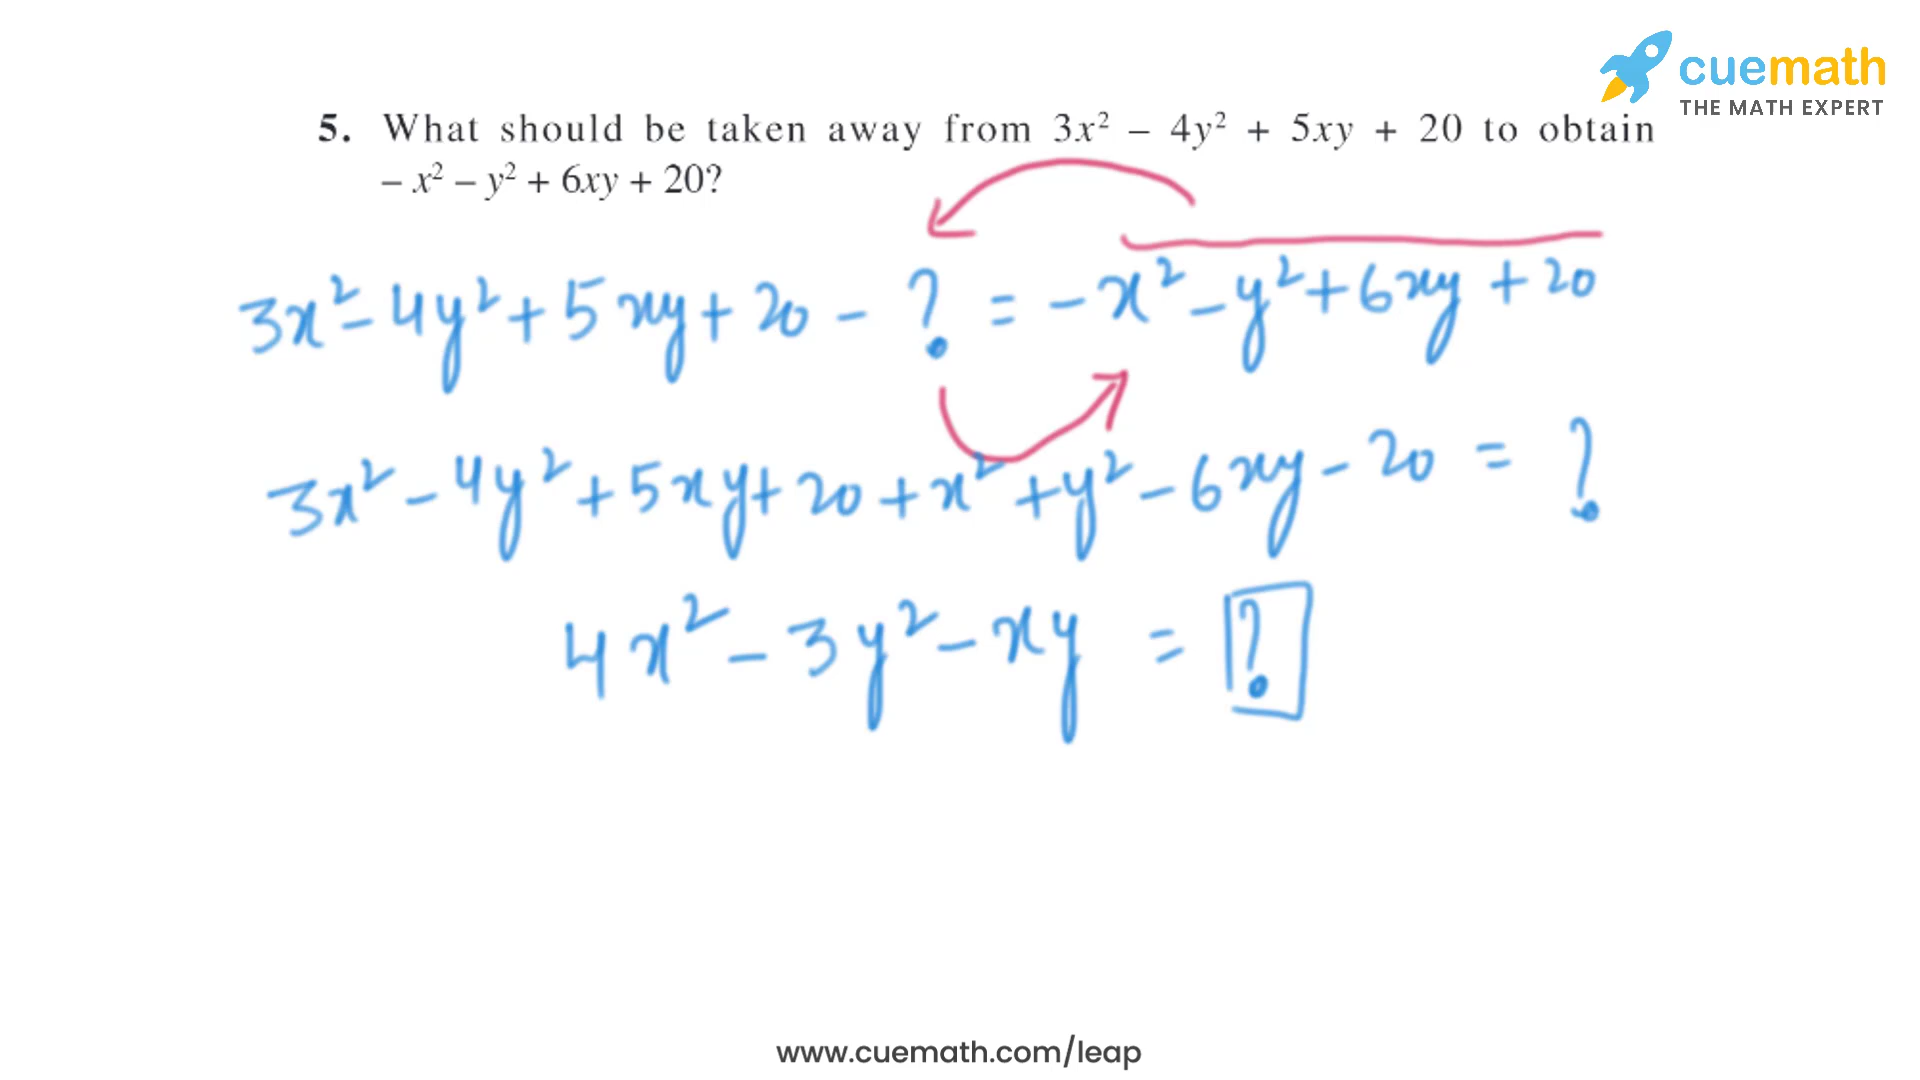 cuemath
THE MATH EXPERT
5. What should be taken away from 3x² – 4y² + 5xy + 20 to obtain
– x² – y² + 6xy + 20?
3x² - 4y² + 5xy + 20 - ? = - x² - y² + 6xy + 20
3x² - 4y² + 5xy + 20 + x² + y² - 6xy - 20 = ?
4x² - 3y² - xy = ?
www.cuemath.com/leap